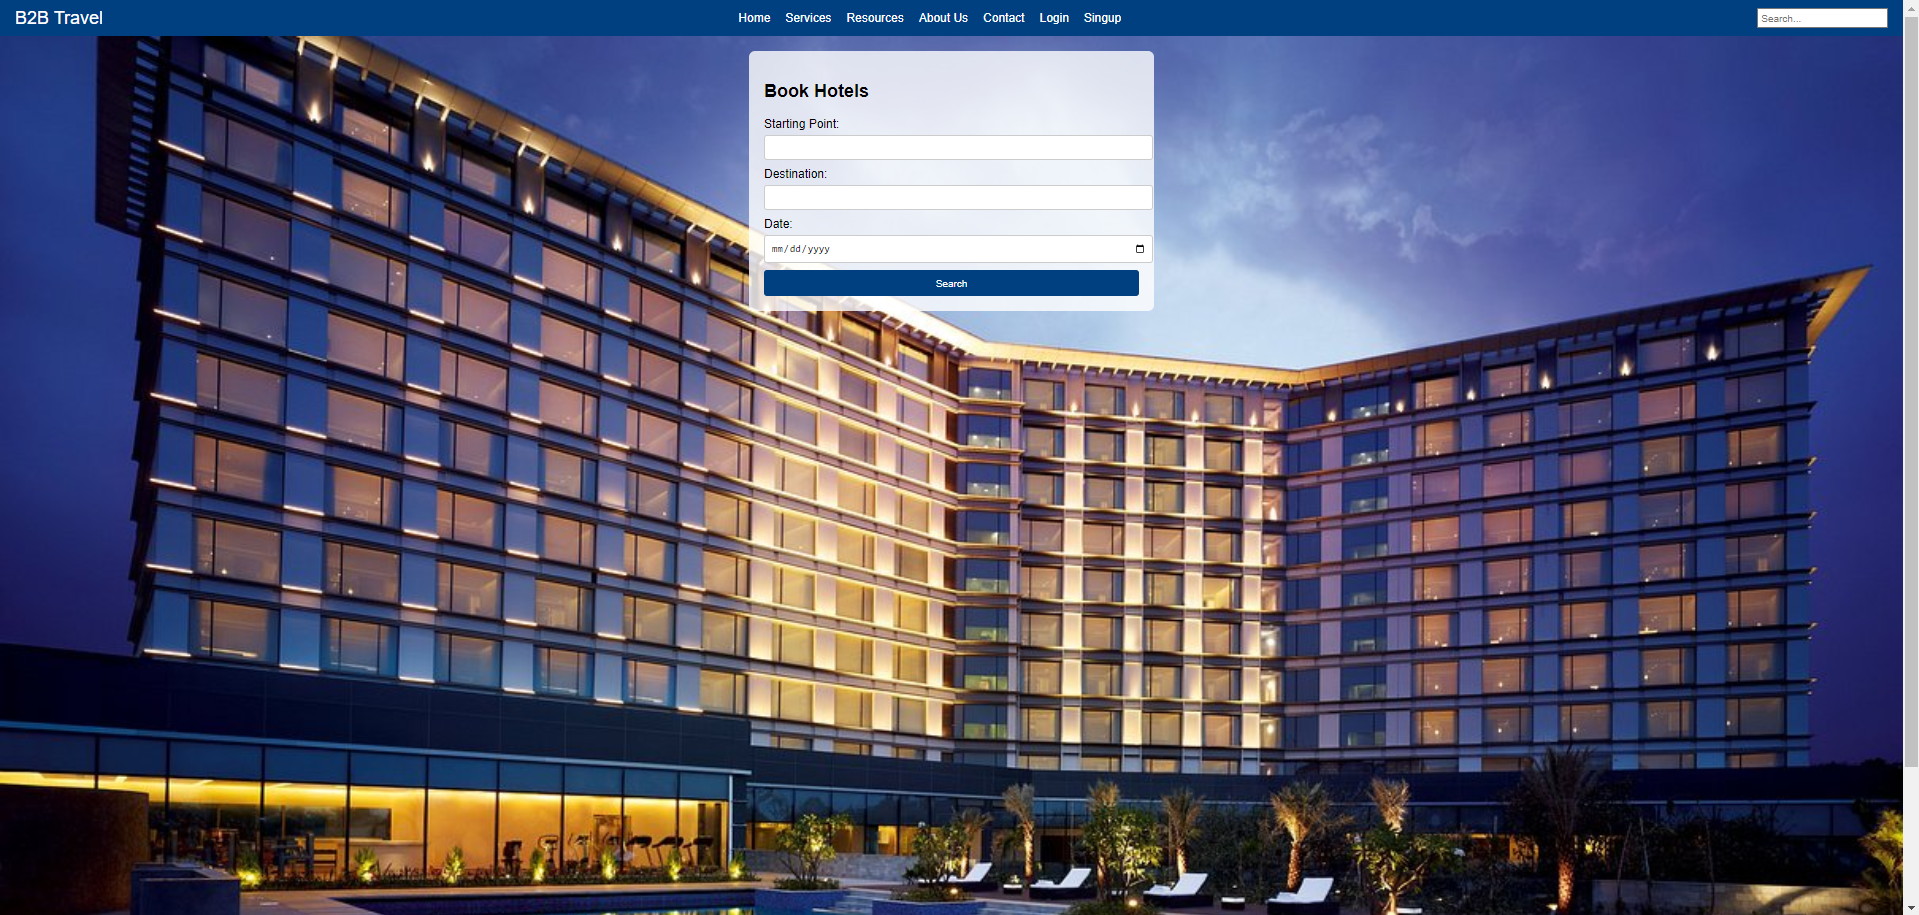 B2B Travel
Home Services Resources About Us Contact Login Singup
Search...
Book Hotels
Starting Point:
Destination:
Date:
mm/dd/yyyy
Search